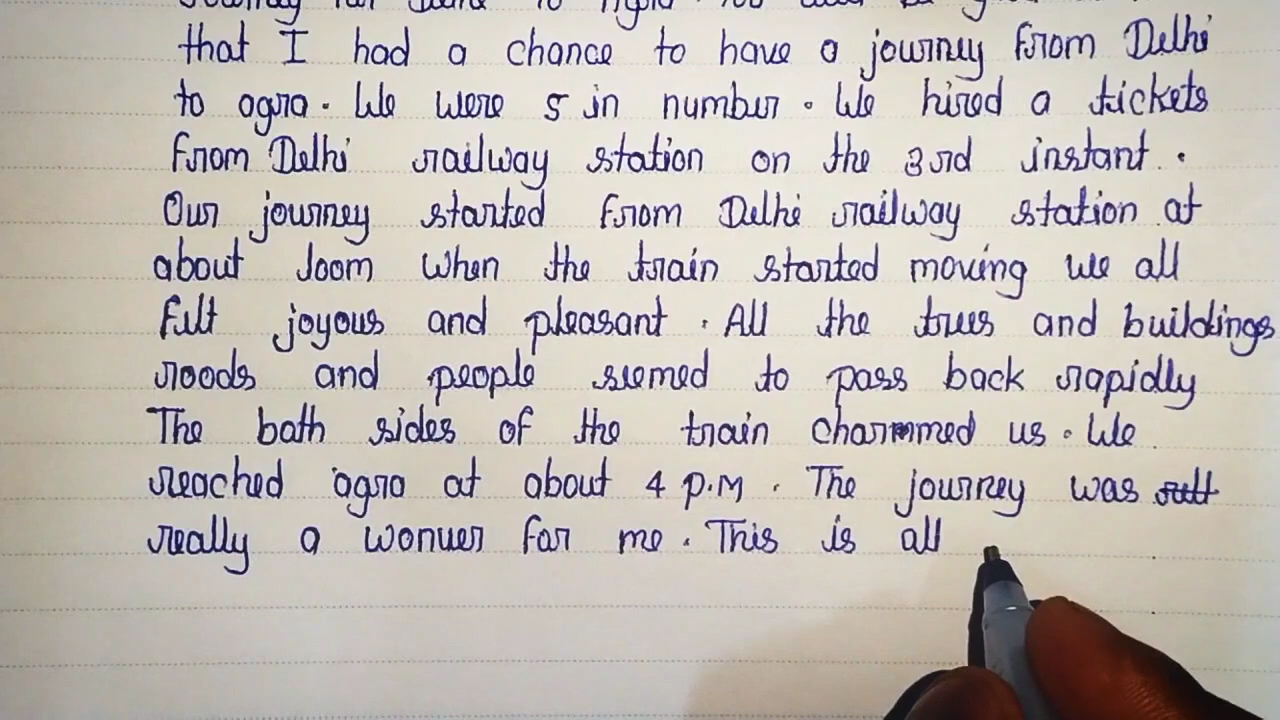 that I had a chance to have a journey from Delhi
to agra. We were 5 in number. We hired a tickets
from Delhi railway station on the 3rd instant.
Our journey started from Delhi railway station at
about when the train started moving we all
felt joyous and pleasant. All the trees and buildings
roods and people seemed to pass back rapidly
The bath sides of the train charmmed us. We
reached agra at about 4 P.M. The journey was
really a wonuer for me. This is all